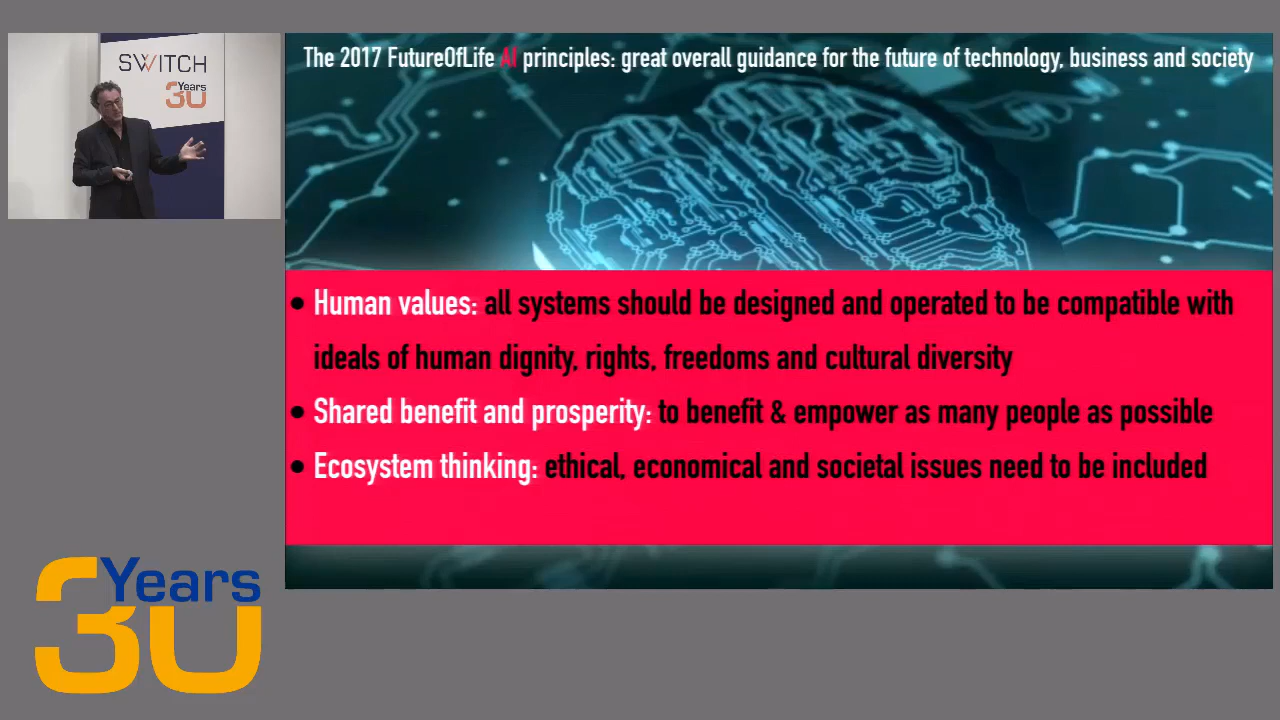 SWITCH
Years
30
The 2017 FutureOfLife AI principles: great overall guidance for the future of technology, business and society
• Human values: all systems should be designed and operated to be compatible with
ideals of human dignity, rights, freedoms and cultural diversity
• Shared benefit and prosperity: to benefit & empower as many people as possible
• Ecosystem thinking: ethical, economical and societal issues need to be included
Years
30